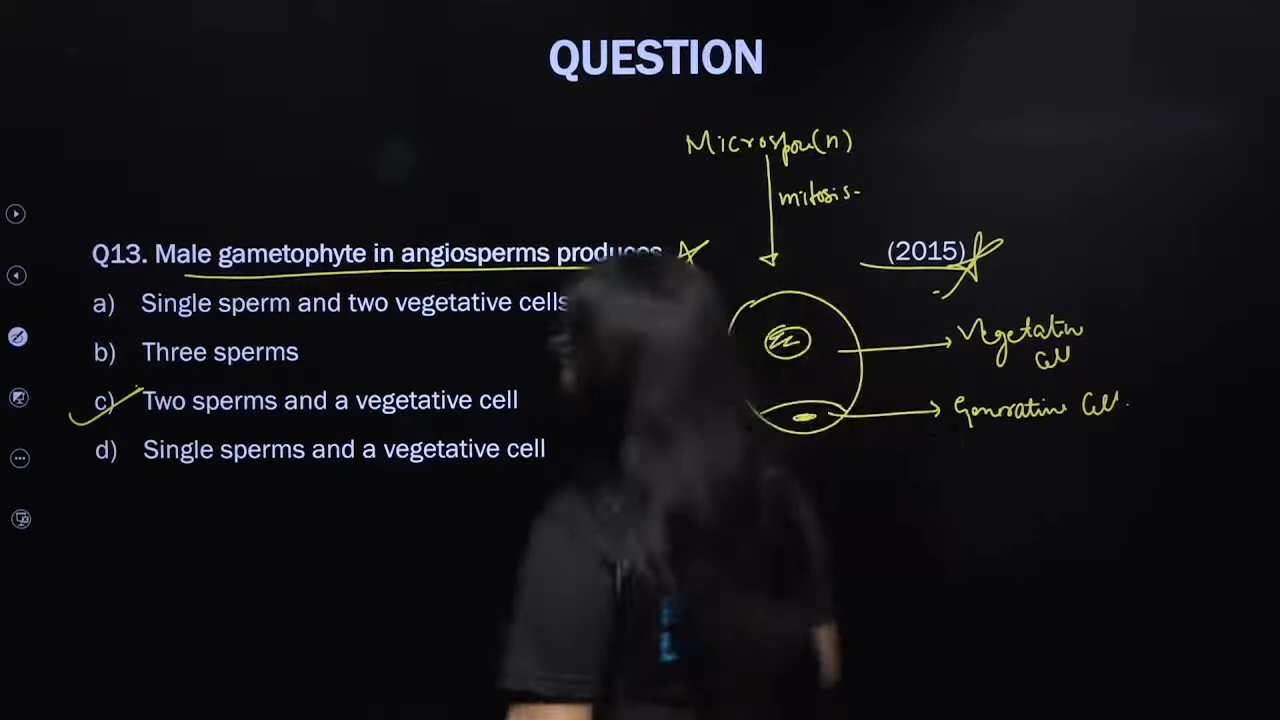 QUESTION
Microspore(n)
mitosis-
Q13. Male gametophyte in angiosperms produces (2015)
a) Single sperm and two vegetative cells
b) Three sperms
c) Two sperms and a vegetative cell
d) Single sperms and a vegetative cell
Vegetative
Cell
Generative Cell.